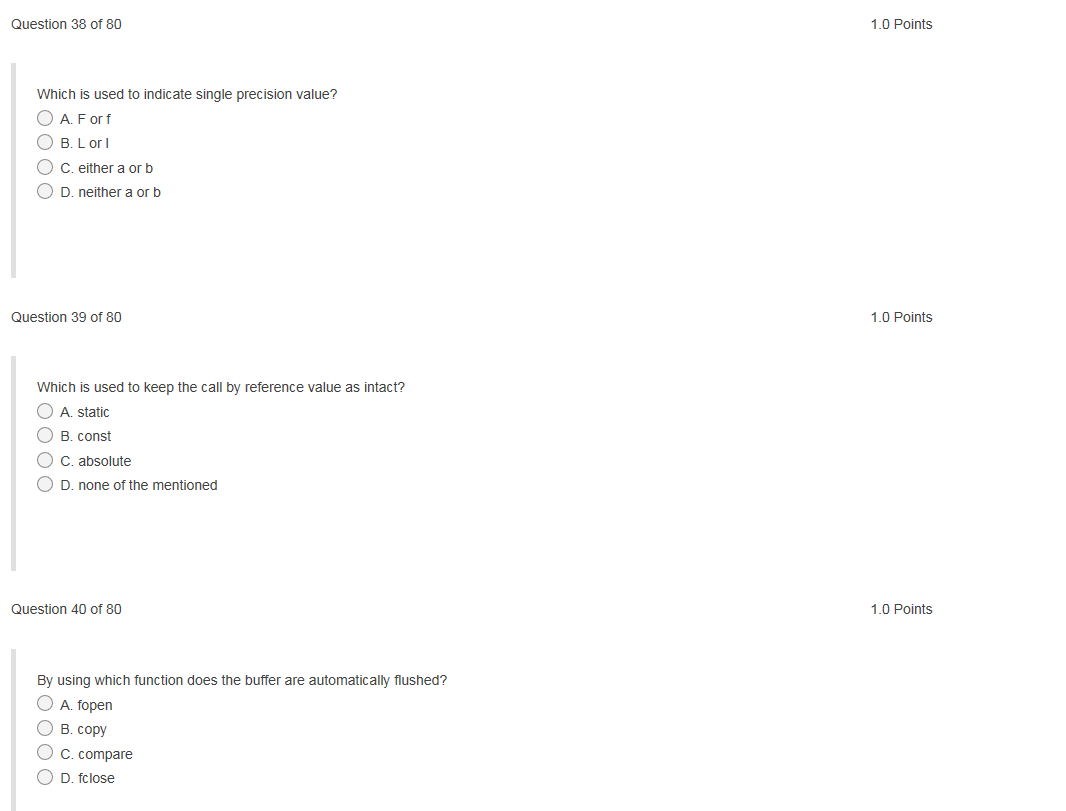 Question 38 of 80 1.0 Points
Which is used to indicate single precision value?
A. F or f
B. L or l
C. either a or b
D. neither a or b
Question 39 of 80 1.0 Points
Which is used to keep the call by reference value as intact?
A. static
B. const
C. absolute
D. none of the mentioned
Question 40 of 80 1.0 Points
By using which function does the buffer are automatically flushed?
A. fopen
B. copy
C. compare
D. fclose